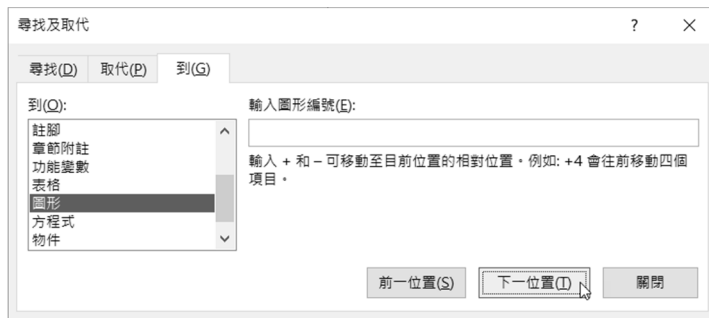 尋找及取代
尋找(D) 取代(P) 到(G)
到(O):
註腳
章節附註
功能變數
表格
圖形
方程式
物件
輸入圖形編號(E):
輸入 + 和 – 可移動至目前位置的相對位置。例如: +4 會往前移動四個
項目。
前一位置(S) 下一位置(T) 關閉